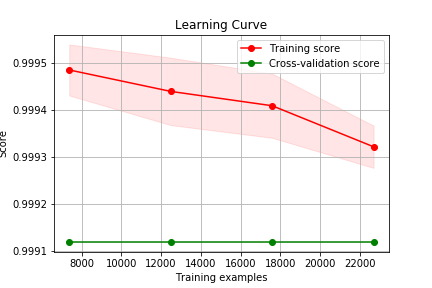 Learning Curve
Training score
Cross-validation score
0.9995
0.9994
0.9993
0.9992
0.9991
Score
8000 10000 12000 14000 16000 18000 20000 22000
Training examples